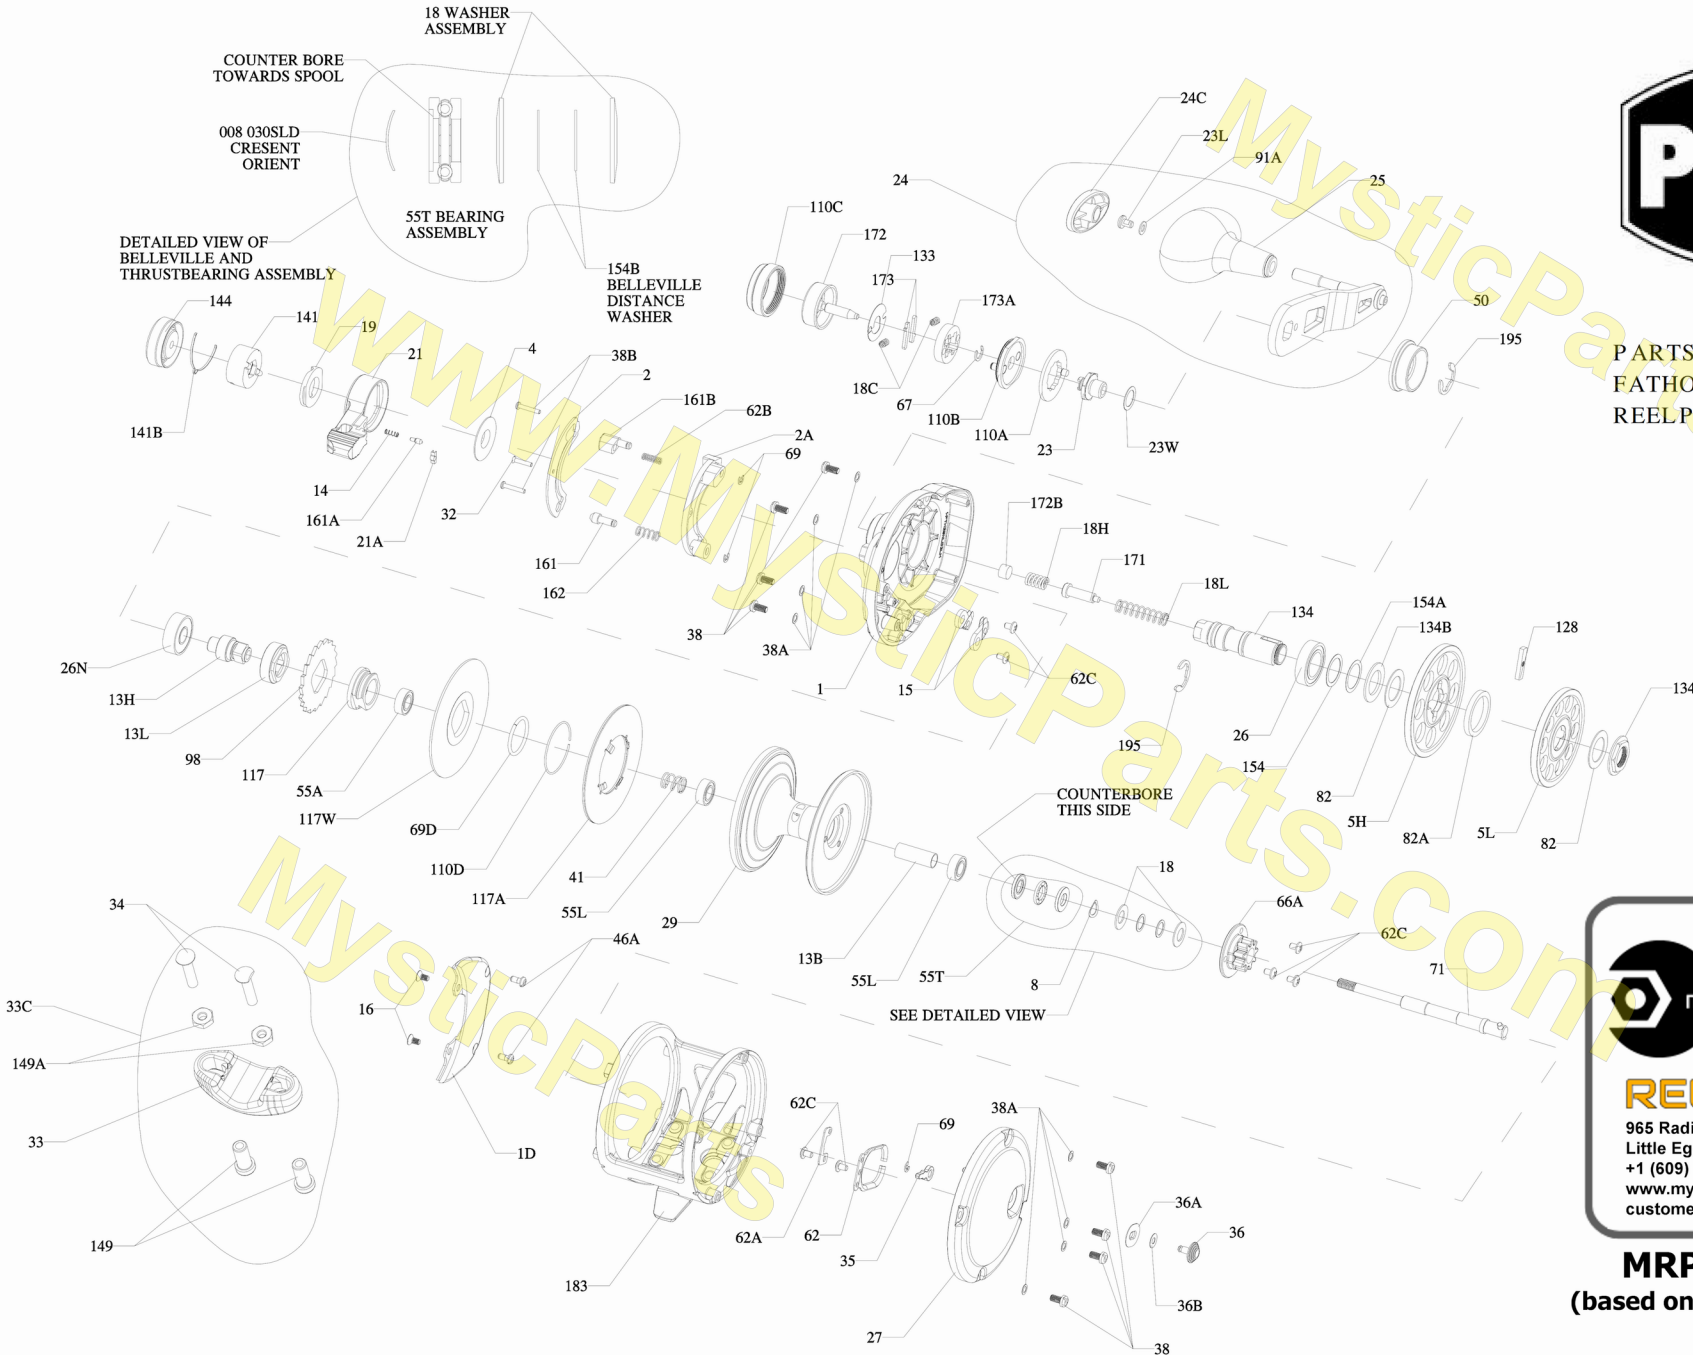 18 WASHER
ASSEMBLY
COUNTER BORE
TOWARDS SPOOL
008 030SLD
CRESENT
ORIENT
55T BEARING
ASSEMBLY
DETAILED VIEW OF
BELLEVILLE AND
THRUSTBEARING ASSEMBLY
154B
BELLEVILLE
DISTANCE
WASHER
24C
23L
91A
24
25
110C
172
133
173
173A
50
195
18C
67
110B
110A
23
23W
PARTS
REELP
144
141
19
21
4
38B
2
161B
62B
2A
69
141B
14
161A
21A
32
161
162
38
38A
172B
18H
171
18L
134
154A
134B
128
134
1
15
62C
195
26
154
82
5H
82A
5L
82
26N
13H
13L
98
117
55A
117W
69D
110D
117A
41
55L
29
13B
55L
COUNTERBORE
THIS SIDE
18
66A
62C
71
55T
8
SEE DETAILED VIEW
34
33C
149A
33
149
46A
16
1D
183
62C
69
38A
62A
62
35
36A
36
36B
27
38
965 Radi
Little Eg
+1 (609)
www.my
custome
MRP
(based on
www.MysticParts.com
MysticParts
MysticParts